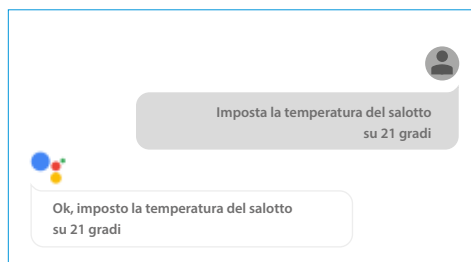 Imposta la temperatura del salotto
su 21 gradi
Ok, imposto la temperatura del salotto
su 21 gradi